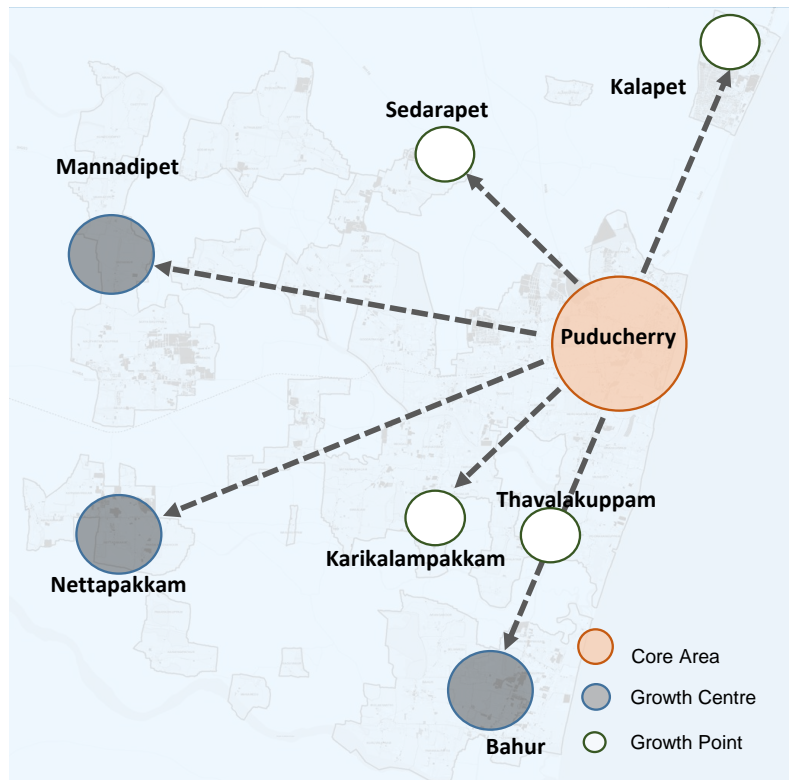 Kalapet
Sedarapet
Mannadipet
Puducherry
Thavalakuppam
Karikalampakkam
Nettapakkam
Bahur
Core Area
Growth Centre
Growth Point